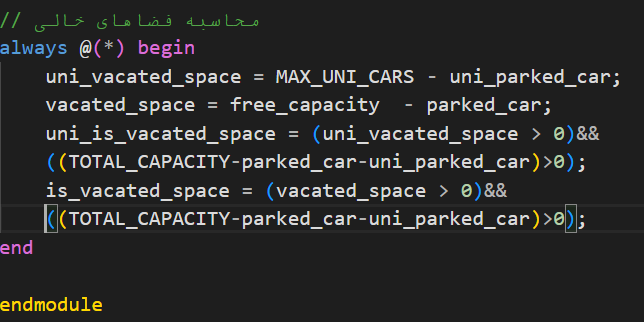 // محاسبه فضاهای خالی
always @(*) begin
    uni_vacated_space = MAX_UNI_CARS - uni_parked_car;
    vacated_space = free_capacity  - parked_car;
    uni_is_vacated_space = (uni_vacated_space > 0)&&
    ((TOTAL_CAPACITY-parked_car-uni_parked_car)>0);
    is_vacated_space = (vacated_space > 0)&&
    ((TOTAL_CAPACITY-parked_car-uni_parked_car)>0);
end
endmodule